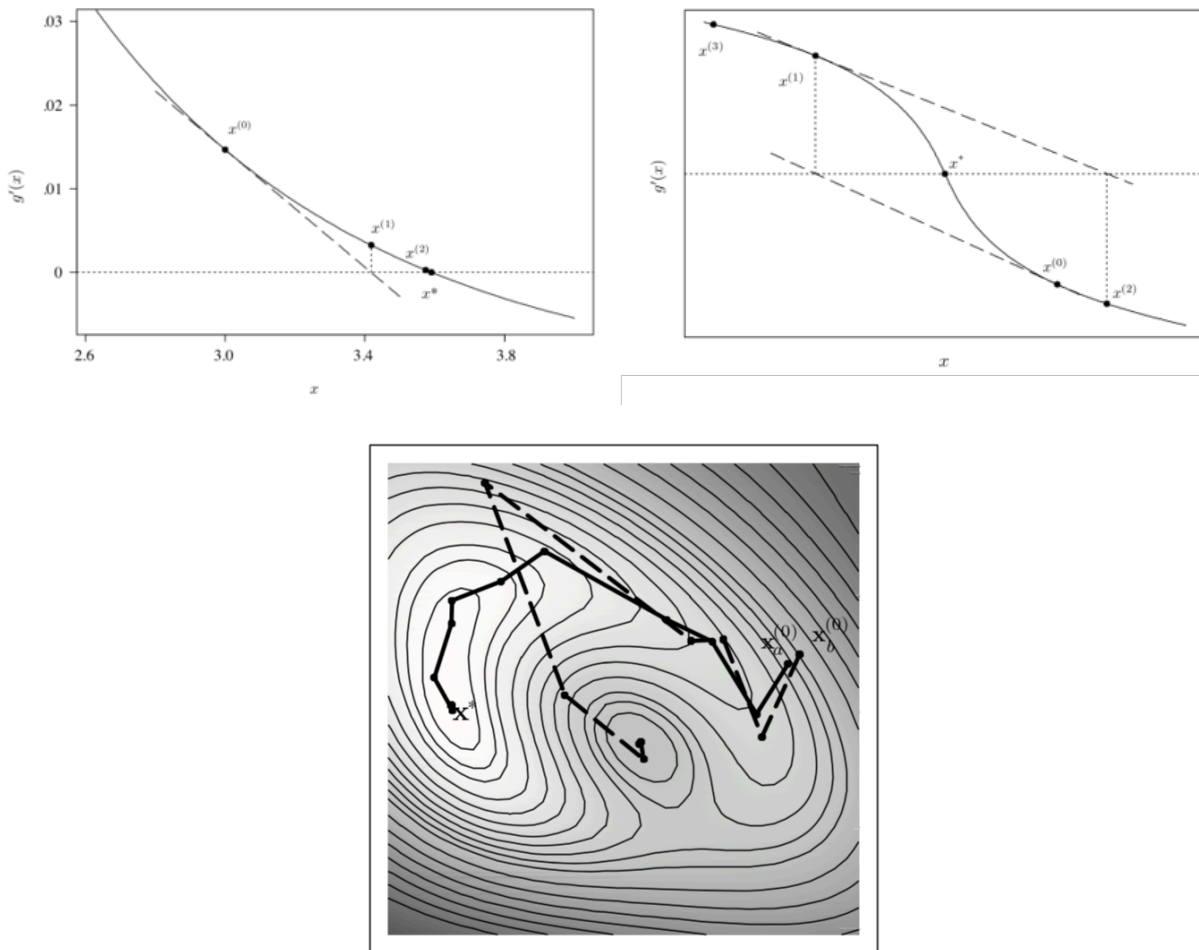 .03
.02
.01
0
g′(x)
x^(0)
x^(1)
x^(2)
x*
2.6 3.0 3.4 3.8
x
g′(x)
x^(3)
x^(1)
x*
x^(0)
x^(2)
x
x_a^(0) x_b^(0)
x*